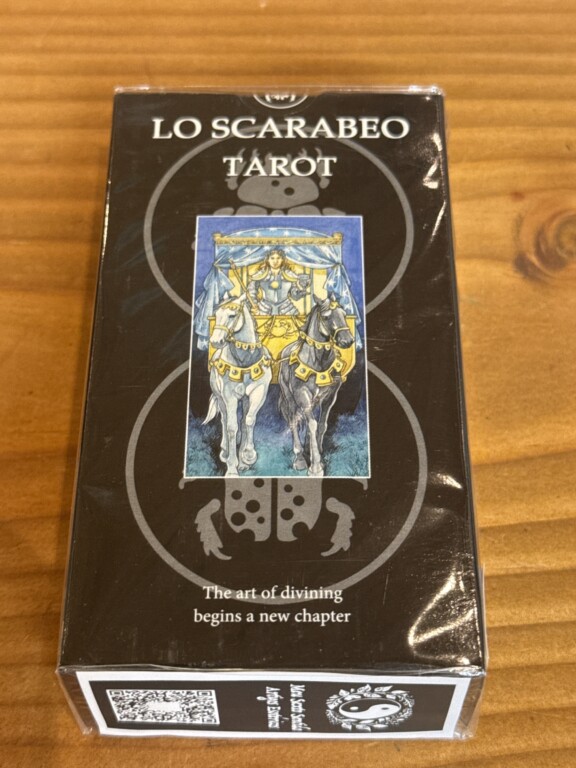 LO SCARABEO
TAROT
The art of divining
begins a new chapter